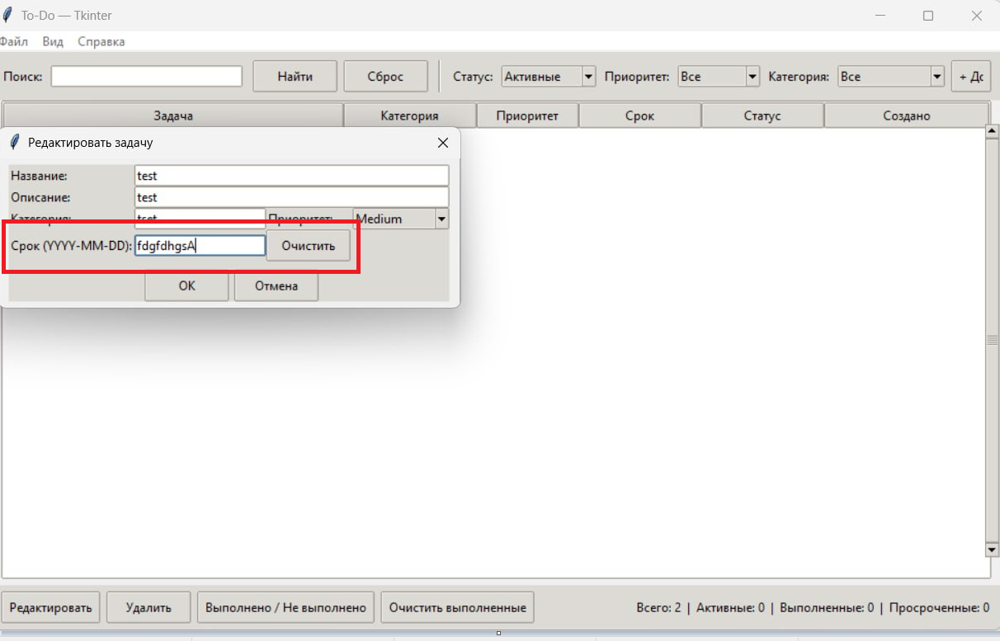 To-Do — Tkinter
Файл Вид Справка
Поиск: Найти Сброс Статус: Активные Приоритет: Все Категория: Все + Дс
Задача Категория Приоритет Срок Статус Создано
Редактировать задачу
Название: test
Описание: test
Категория: tset Приоритет: Medium
Срок (YYYY-MM-DD): fdgfdhgsA Очистить
OK Отмена
Редактировать Удалить Выполнено / Не выполнено Очистить выполненные Всего: 2 | Активные: 0 | Выполненные: 0 | Просроченные: 0